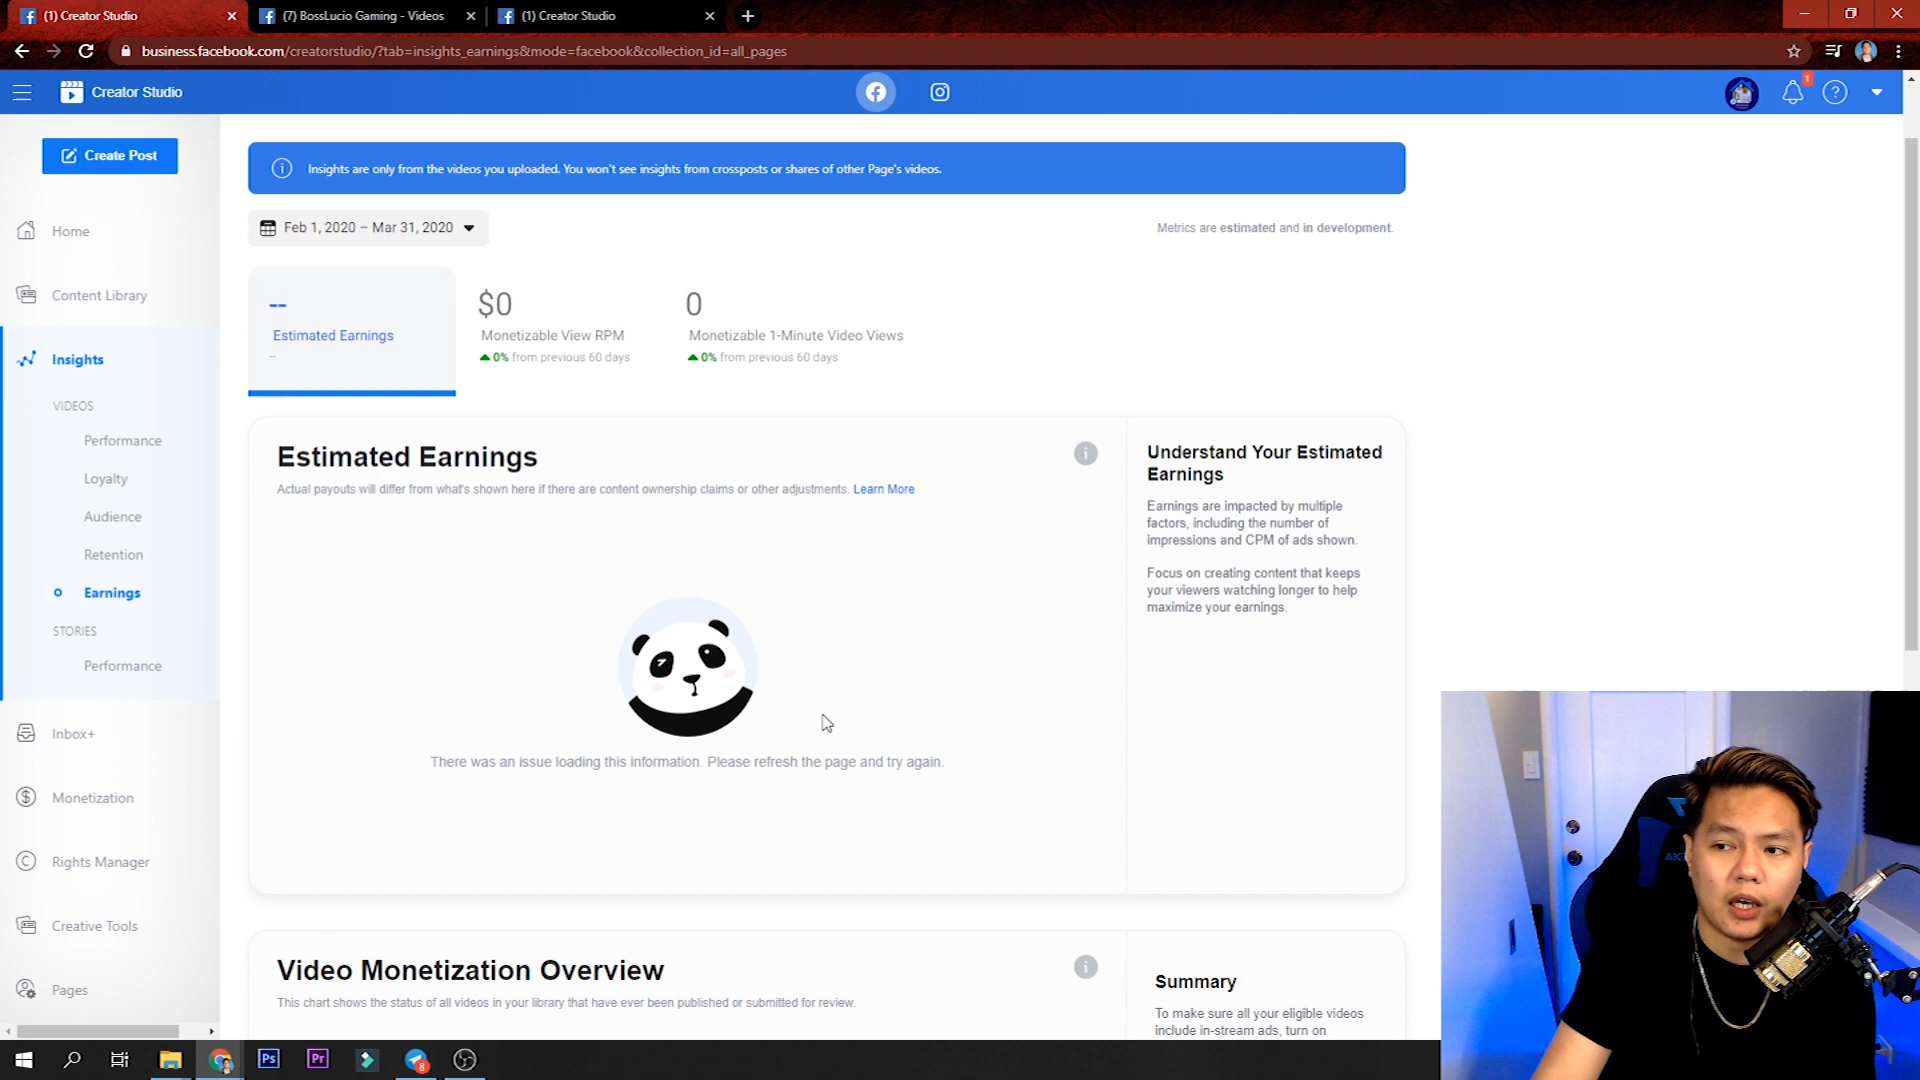 (1) Creator Studio
(7) BossLucio Gaming - Videos
(1) Creator Studio
business.facebook.com/creatorstudio/?tab=insights_earnings&mode=facebook&collection_id=all_pages
Creator Studio
1
Create Post
Insights are only from the videos you uploaded. You won't see insights from crossposts or shares of other Page's videos.
Home
Feb 1, 2020 – Mar 31, 2020
Metrics are estimated and in development.
Content Library
--
Estimated Earnings
--
$0
Monetizable View RPM
0% from previous 60 days
0
Monetizable 1-Minute Video Views
0% from previous 60 days
Insights
VIDEOS
Performance
Loyalty
Audience
Retention
Earnings
STORIES
Performance
Inbox+
Monetization
Rights Manager
Creative Tools
Pages
Estimated Earnings
Actual payouts will differ from what's shown here if there are content ownership claims or other adjustments. Learn More
There was an issue loading this information. Please refresh the page and try again.
Understand Your Estimated
Earnings
Earnings are impacted by multiple
factors, including the number of
impressions and CPM of ads shown.
Focus on creating content that keeps
your viewers watching longer to help
maximize your earnings.
Video Monetization Overview
This chart shows the status of all videos in your library that have ever been published or submitted for review.
Summary
To make sure all your eligible videos
include in-stream ads, turn on
Ps
Pr
8